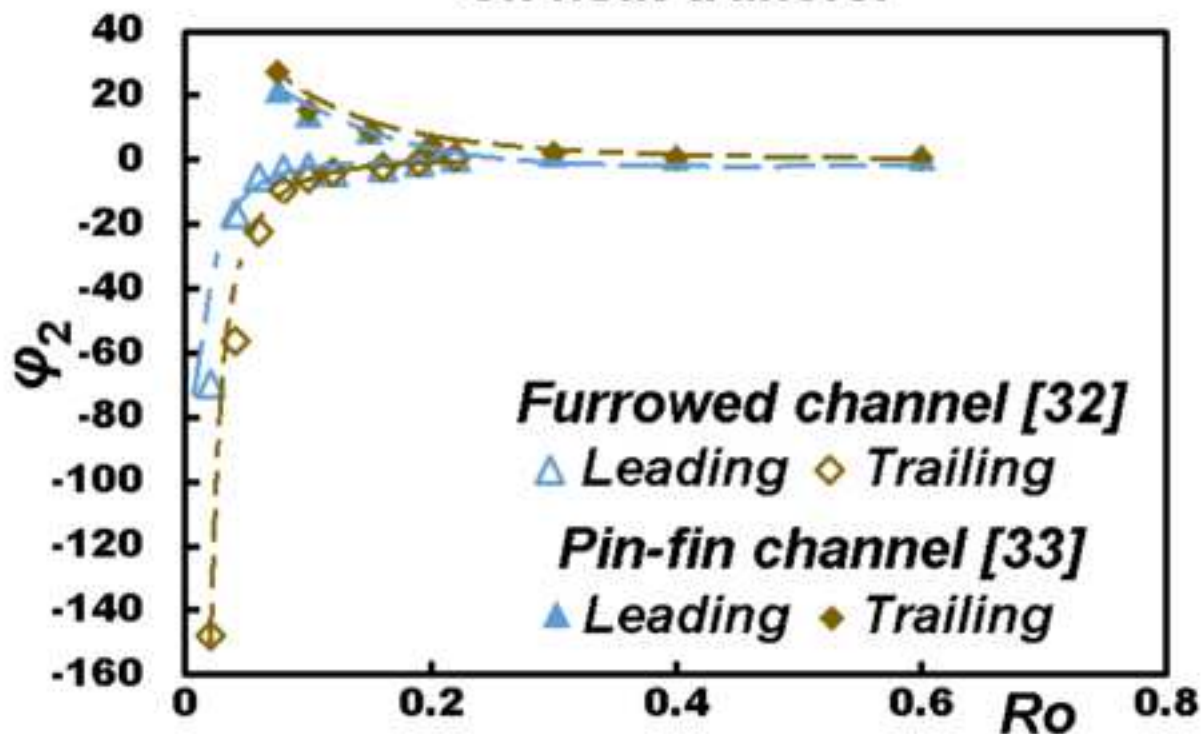 40
20
0
-20
-40
-60
-80
-100
-120
-140
-160
φ2
0 0.2 0.4 0.6 0.8
Ro
Furrowed channel [32]
Leading Trailing
Pin-fin channel [33]
Leading Trailing